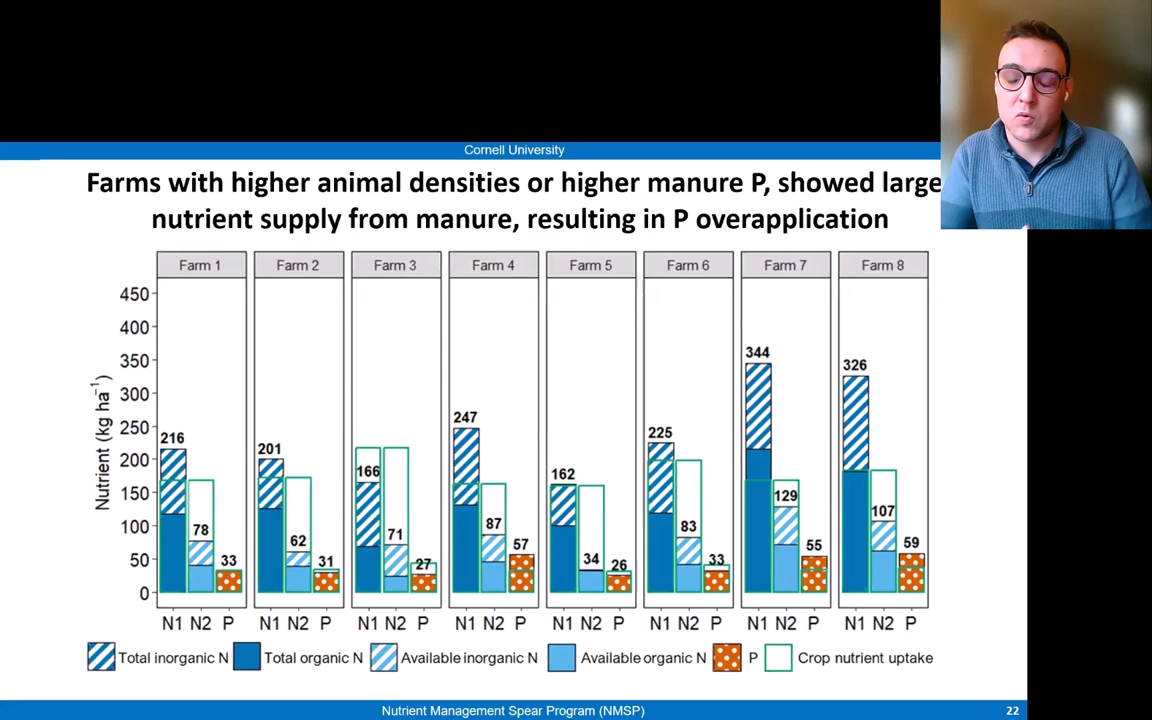 Cornell University
Farms with higher animal densities or higher manure P, showed large
nutrient supply from manure, resulting in P overapplication
Farm 1 Farm 2 Farm 3 Farm 4 Farm 5 Farm 6 Farm 7 Farm 8
Nutrient (kg ha⁻¹)
450
400
350
300
250
200
150
100
50
0
216 78 33
201 62 31
166 71 27
247 87 57
162 34 26
225 83 33
344 129 55
326 107 59
N1 N2 P N1 N2 P N1 N2 P N1 N2 P N1 N2 P N1 N2 P N1 N2 P N1 N2 P
Total inorganic N Total organic N Available inorganic N Available organic N P Crop nutrient uptake
Nutrient Management Spear Program (NMSP)
22